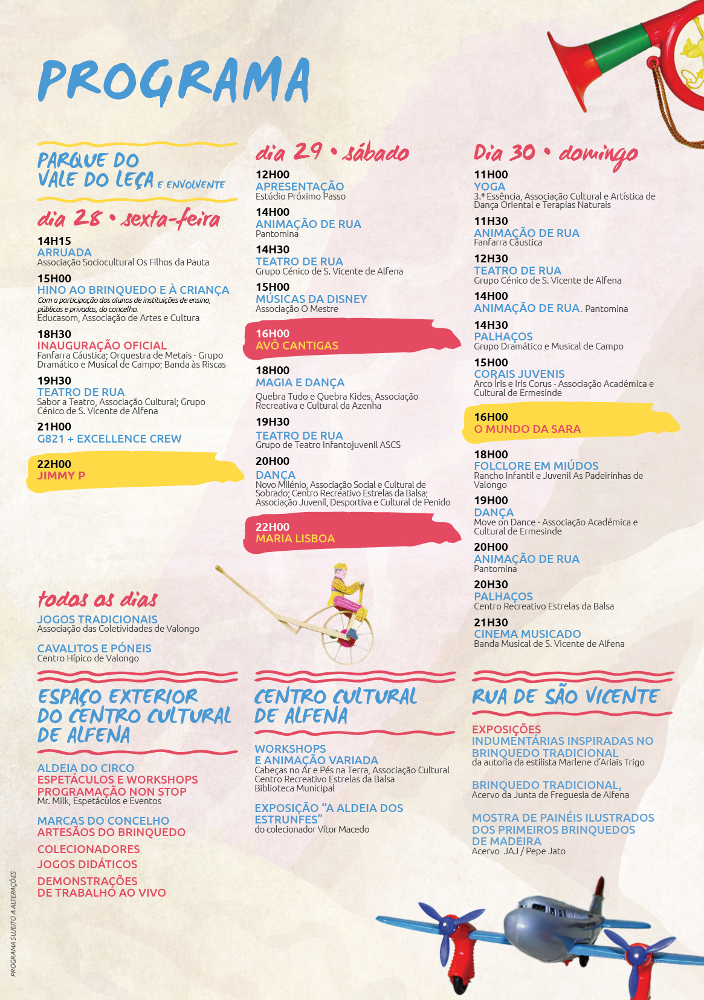 PROGRAMA
PARQUE DO
VALE DO LEÇA E ENVOLVENTE
dia 28 • sexta-feira
14H15
ARRUADA
Associação Sociocultural Os Filhos da Pauta
15H00
HINO AO BRINQUEDO E À CRIANÇA
Com a participação dos alunos de instituições de ensino,
públicas e privadas, do concelho.
Educasom, Associação de Artes e Cultura
18H30
INAUGURAÇÃO OFICIAL
Fanfarra Cáustica; Orquestra de Metais - Grupo
Dramático e Musical de Campo; Banda às Riscas
19H30
TEATRO DE RUA
Sabor a Teatro, Associação Cultural; Grupo
Cénico de S. Vicente de Alfena
21H00
G821 + EXCELLENCE CREW
22H00
JIMMY P
dia 29 • sábado
12H00
APRESENTAÇÃO
Estúdio Próximo Passo
14H00
ANIMAÇÃO DE RUA
Pantomina
14H30
TEATRO DE RUA
Grupo Cénico de S. Vicente de Alfena
15H00
MÚSICAS DA DISNEY
Associação O Mestre
16H00
AVÔ CANTIGAS
18H00
MAGIA E DANÇA
Quebra Tudo e Quebra Kides, Associação
Recreativa e Cultural da Azenha
19H30
TEATRO DE RUA
Grupo de Teatro Infantojuvenil ASCS
20H00
DANÇA
Novo Milénio, Associação Social e Cultural de
Sobrado; Centro Recreativo Estrelas da Balsa;
Associação Juvenil, Desportiva e Cultural de Penido
22H00
MARIA LISBOA
Dia 30 • domingo
11H00
YOGA
3.ª Essência, Associação Cultural e Artística de
Dança Oriental e Terapias Naturais
11H30
ANIMAÇÃO DE RUA
Fanfarra Cáustica
12H30
TEATRO DE RUA
Grupo Cénico de S. Vicente de Alfena
14H00
ANIMAÇÃO DE RUA. Pantomina
14H30
PALHAÇOS
Grupo Dramático e Musical de Campo
15H00
CORAIS JUVENIS
Arco Íris e Iris Corus - Associação Académica e
Cultural de Ermesinde
16H00
O MUNDO DA SARA
18H00
FOLCLORE EM MIÚDOS
Rancho Infantil e Juvenil As Padeirinhas de
Valongo
19H00
DANÇA
Move on Dance - Associação Académica e
Cultural de Ermesinde
20H00
ANIMAÇÃO DE RUA
Pantomina
20H30
PALHAÇOS
Centro Recreativo Estrelas da Balsa
21H30
CINEMA MUSICADO
Banda Musical de S. Vicente de Alfena
todos os dias
JOGOS TRADICIONAIS
Associação das Coletividades de Valongo
CAVALITOS E PÓNEIS
Centro Hípico de Valongo
ESPAÇO EXTERIOR
DO CENTRO CULTURAL
DE ALFENA
ALDEIA DO CIRCO
ESPETÁCULOS E WORKSHOPS
PROGRAMAÇÃO NON STOP
Mr. Milk, Espetáculos e Eventos
MARCAS DO CONCELHO
ARTESÃOS DO BRINQUEDO
COLECIONADORES
JOGOS DIDÁTICOS
DEMONSTRAÇÕES
DE TRABALHO AO VIVO
CENTRO CULTURAL
DE ALFENA
WORKSHOPS
E ANIMAÇÃO VARIADA
Cabeças no Ar e Pés na Terra, Associação Cultural
Centro Recreativo Estrelas da Balsa
Biblioteca Municipal
EXPOSIÇÃO “A ALDEIA DOS
ESTRUNFES”
do colecionador Vítor Macedo
RUA DE SÃO VICENTE
EXPOSIÇÕES
INDUMENTÁRIAS INSPIRADAS NO
BRINQUEDO TRADICIONAL
da autoria da estilista Marlene d’Ariais Trigo
BRINQUEDO TRADICIONAL,
Acervo da Junta de Freguesia de Alfena
MOSTRA DE PAINÉIS ILUSTRADOS
DOS PRIMEIROS BRINQUEDOS
DE MADEIRA
Acervo JAJ / Pepe Jato
PROGRAMA SUJEITO A ALTERAÇÕES